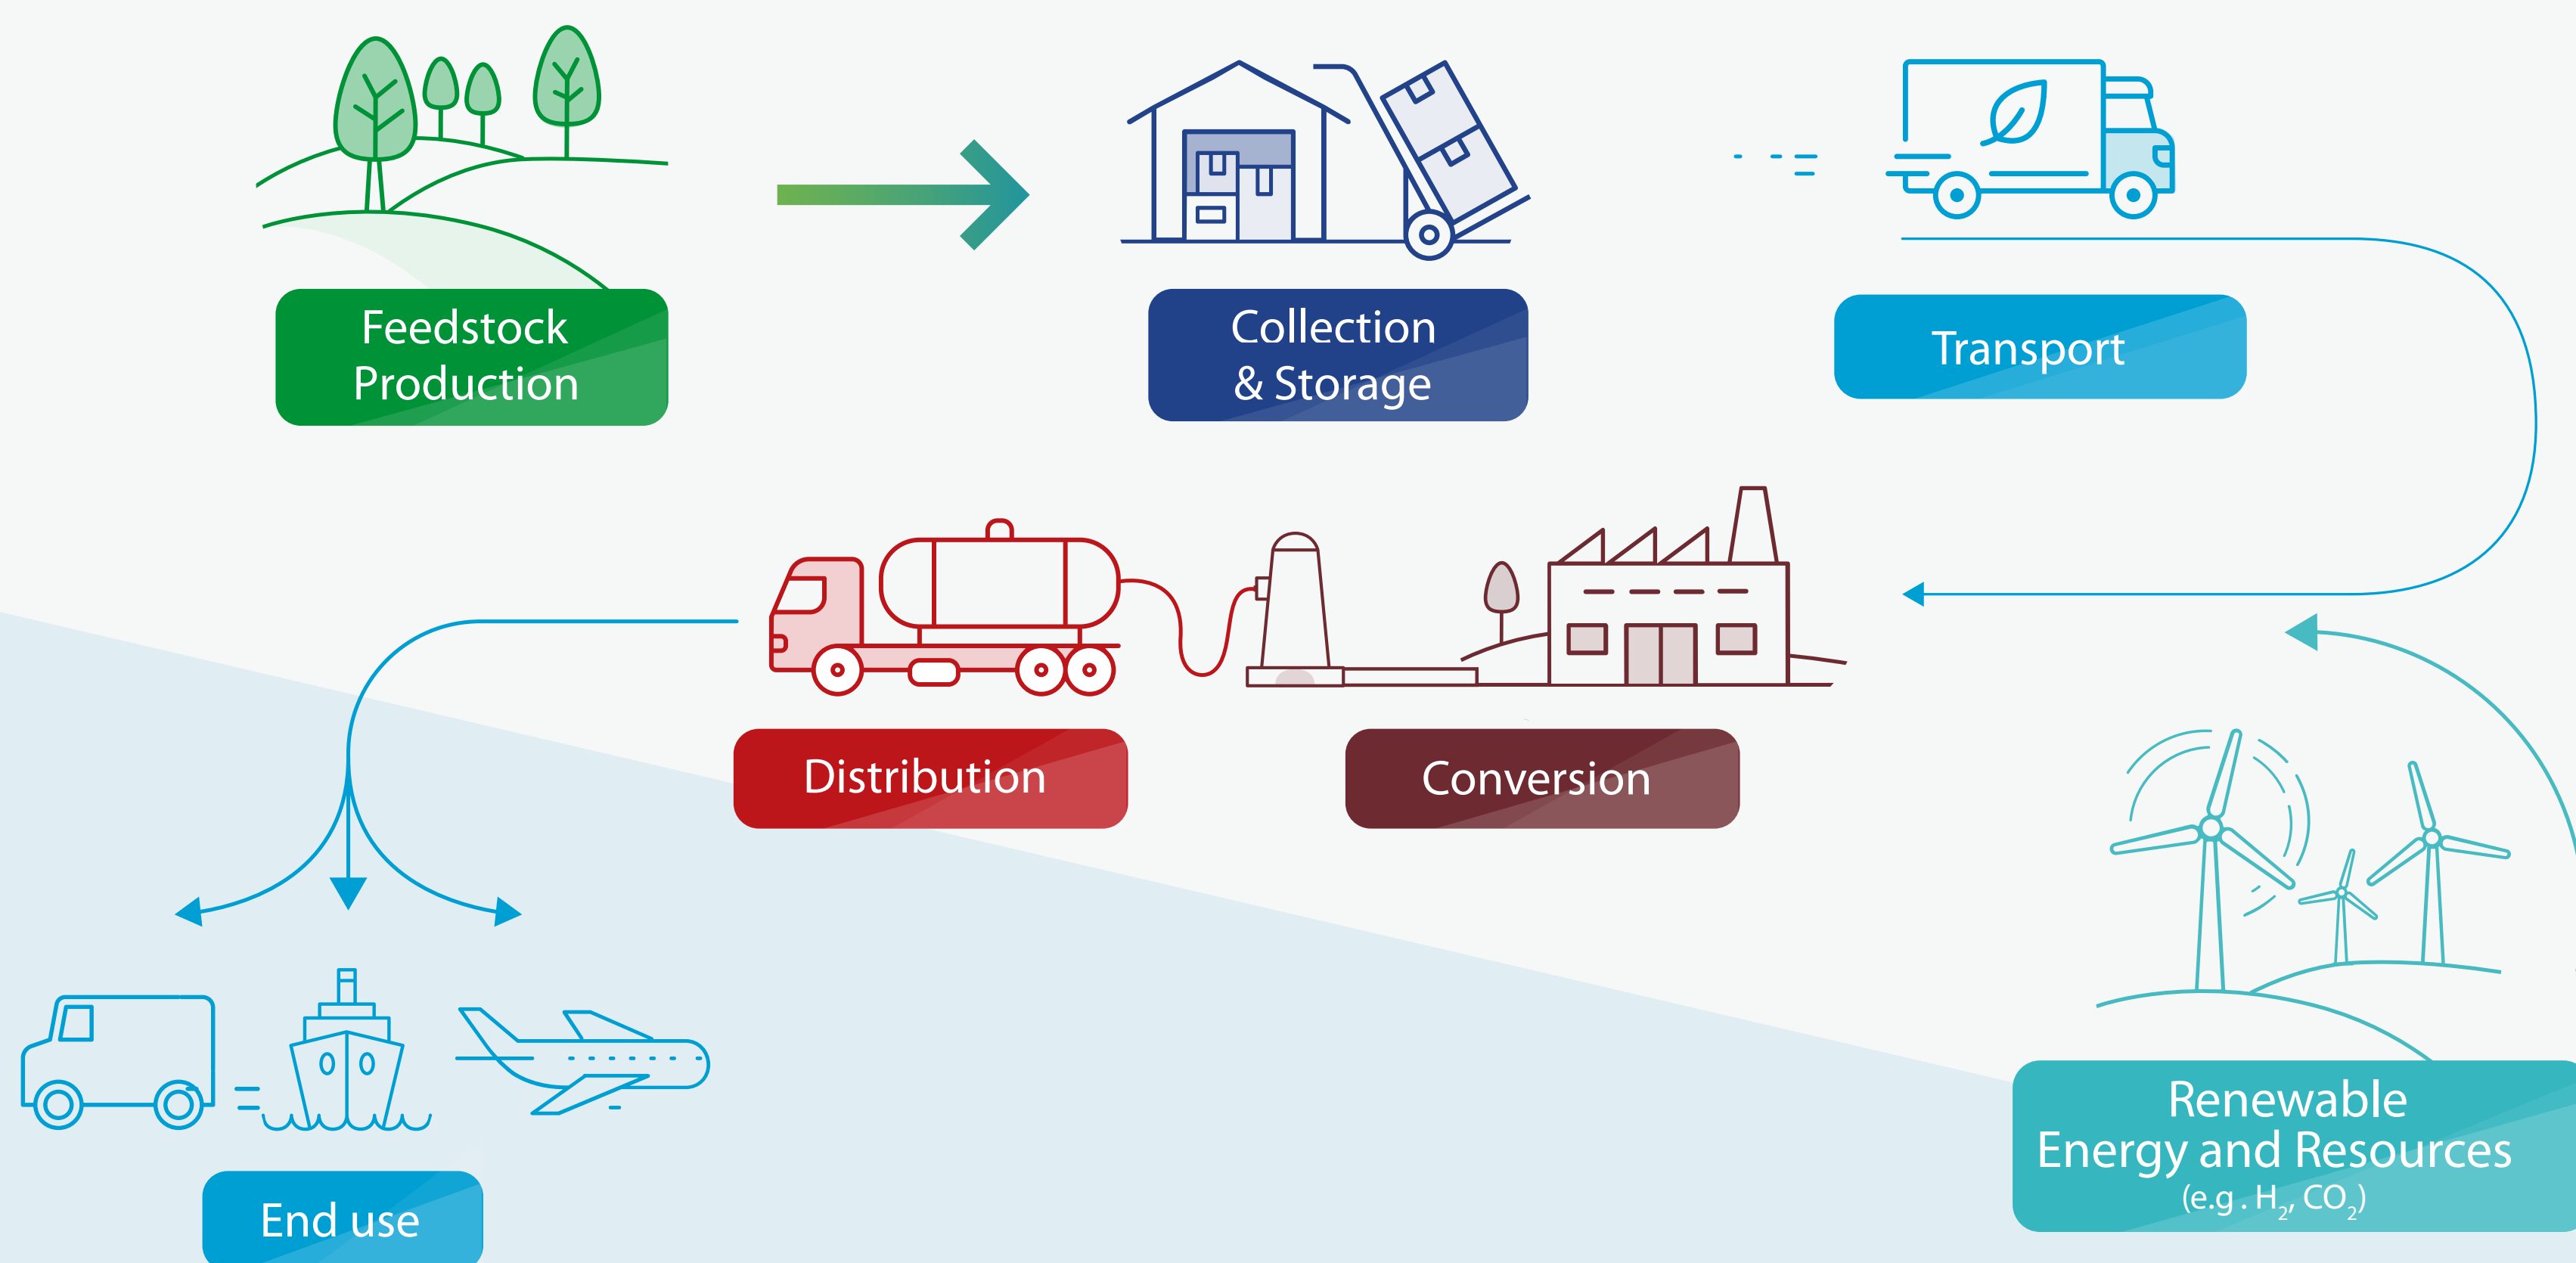 Feedstock
Production
Collection
& Storage
Transport
Distribution
Conversion
Renewable
Energy and Resources
(e.g . H₂, CO₂)
End use